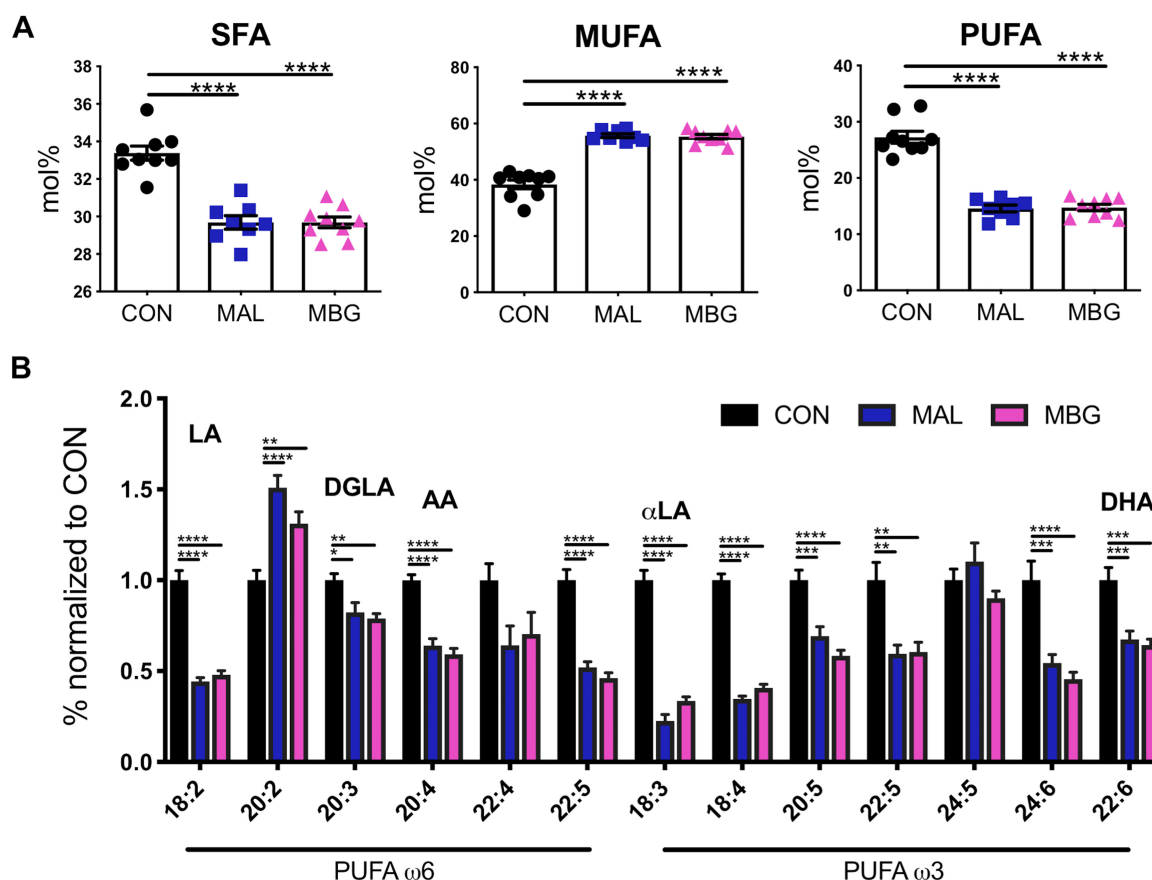 A
SFA
MUFA
PUFA
mol%
38
36
34
32
30
28
26
****
****
CON
MAL
MBG
mol%
80
60
40
20
0
****
****
CON
MAL
MBG
mol%
40
30
20
10
0
****
****
CON
MAL
MBG
B
% normalized to CON
2.0
1.5
1.0
0.5
0.0
CON
MAL
MBG
LA
****
****
**
****
DGLA
**
*
AA
****
****
****
****
αLA
****
****
****
****
****
***
**
**
****
***
DHA
***
***
18:2
20:2
20:3
20:4
22:4
22:5
18:3
18:4
20:5
22:5
24:5
24:6
22:6
PUFA ω6
PUFA ω3